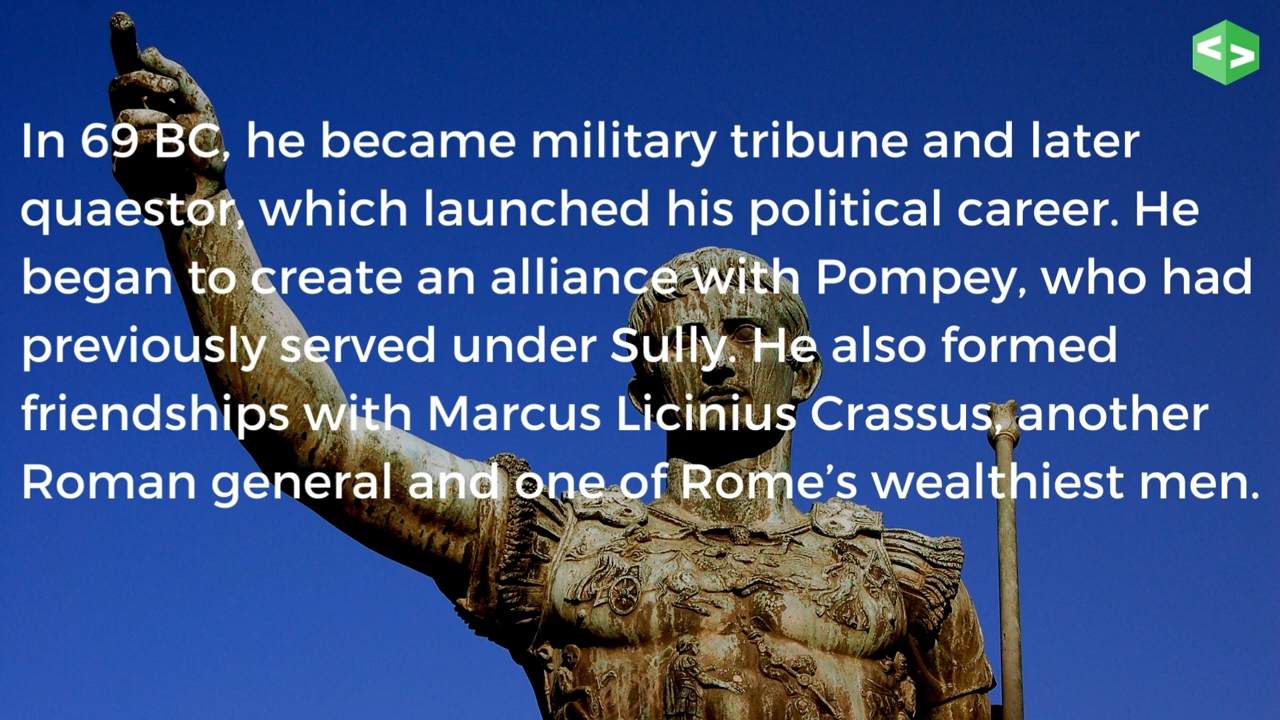 In 69 BC, he became military tribune and later
quaestor, which launched his political career. He
began to create an alliance with Pompey, who had
previously served under Sully. He also formed
friendships with Marcus Licinius Crassus, another
Roman general and one of Rome’s wealthiest men.